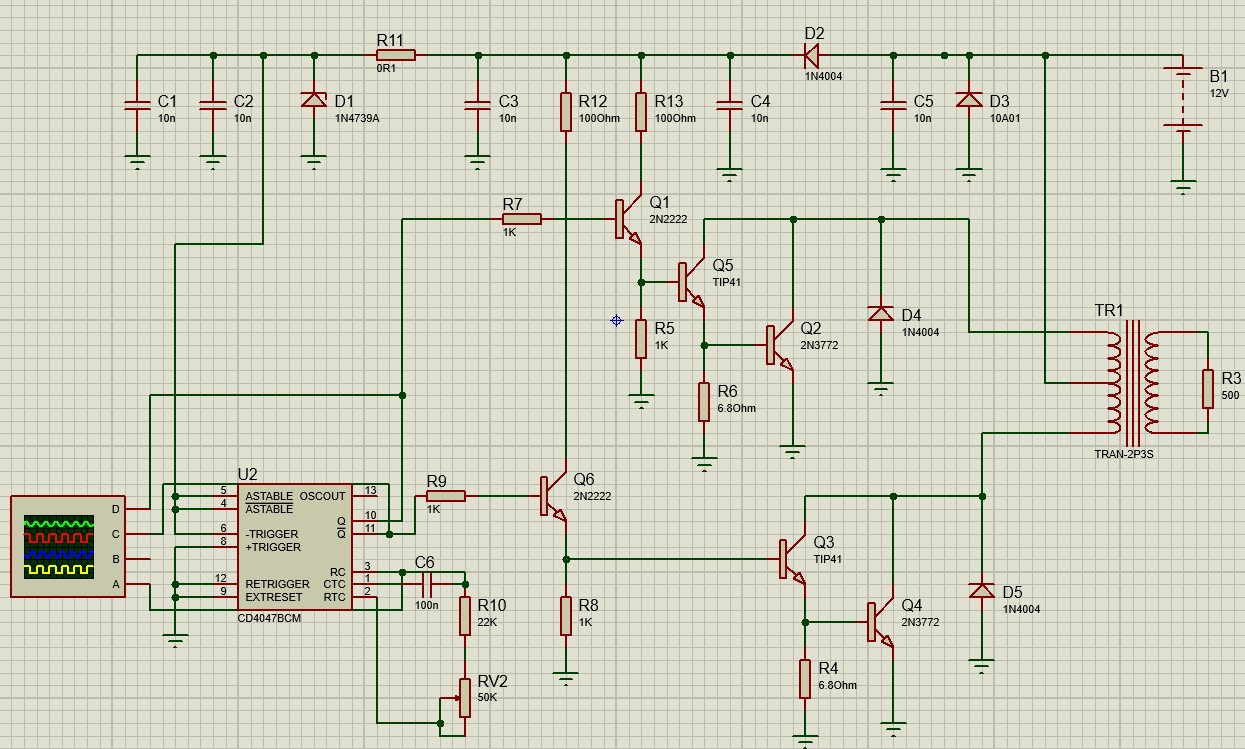 R11
0R1
D2
1N4004
C1
10n
C2
10n
D1
1N4739A
C3
10n
R12
100Ohm
R13
100Ohm
C4
10n
C5
10n
D3
10A01
B1
12V
R7
1K
Q1
2N2222
Q5
TIP41
R5
1K
Q2
2N3772
D4
1N4004
R6
6.8Ohm
TR1
TRAN-2P3S
R3
500
D
C
B
A
U2
5
4
6
8
12
9
ASTABLE
ASTABLE
-TRIGGER
+TRIGGER
RETRIGGER
EXTRESET
OSCOUT
Q
Q
RC
CTC
RTC
13
10
11
3
1
2
CD4047BCM
R9
1K
Q6
2N2222
C6
100n
R10
22K
RV2
50K
R8
1K
Q3
TIP41
Q4
2N3772
R4
6.8Ohm
D5
1N4004